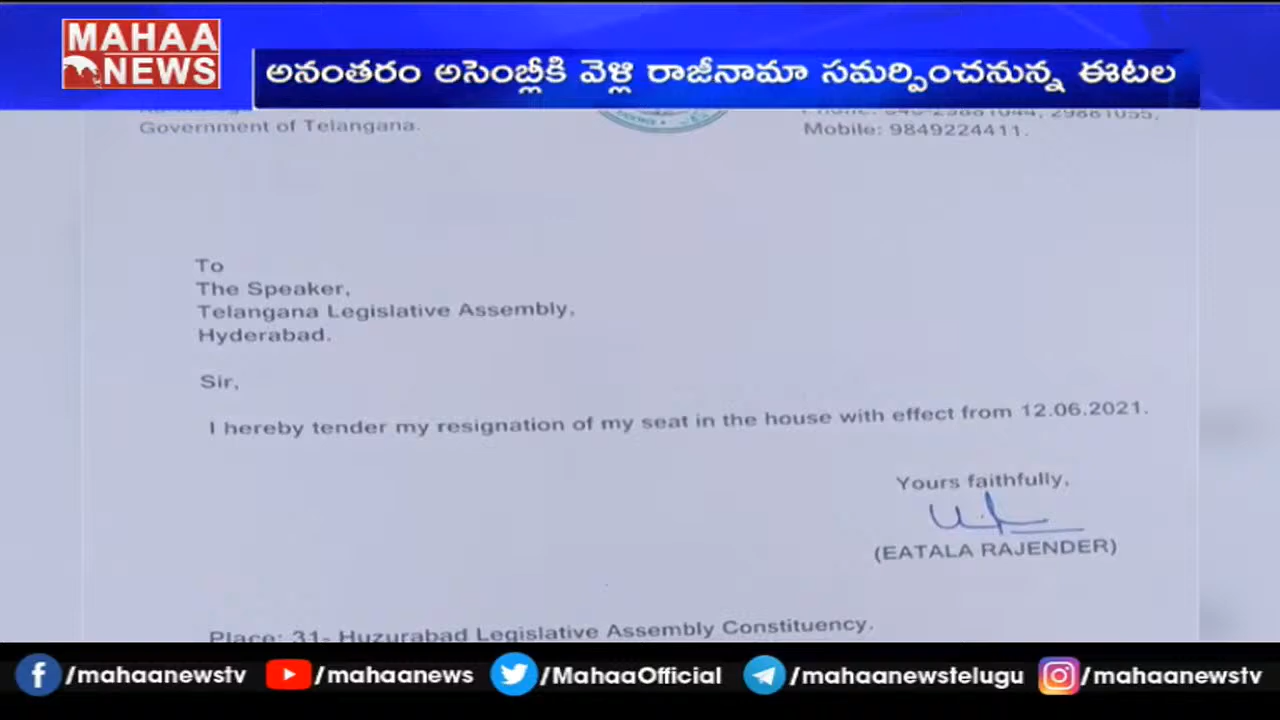 MAHAA
NEWS
అనంతరం అసెంబ్లీకి వెళ్లి రాజీనామా సమర్పించనున్న ఈటల
Government of Telangana.
Mobile: 9849224411.
To
The Speaker,
Telangana Legislative Assembly,
Hyderabad.
Sir,
I hereby tender my resignation of my seat in the house with effect from 12.06.2021.
Yours faithfully,
(EATALA RAJENDER)
Place: 31- Huzurabad Legislative Assembly Constituency.
/mahaanewstv /mahaanews /MahaaOfficial /mahaanewstelugu /mahaanewstv